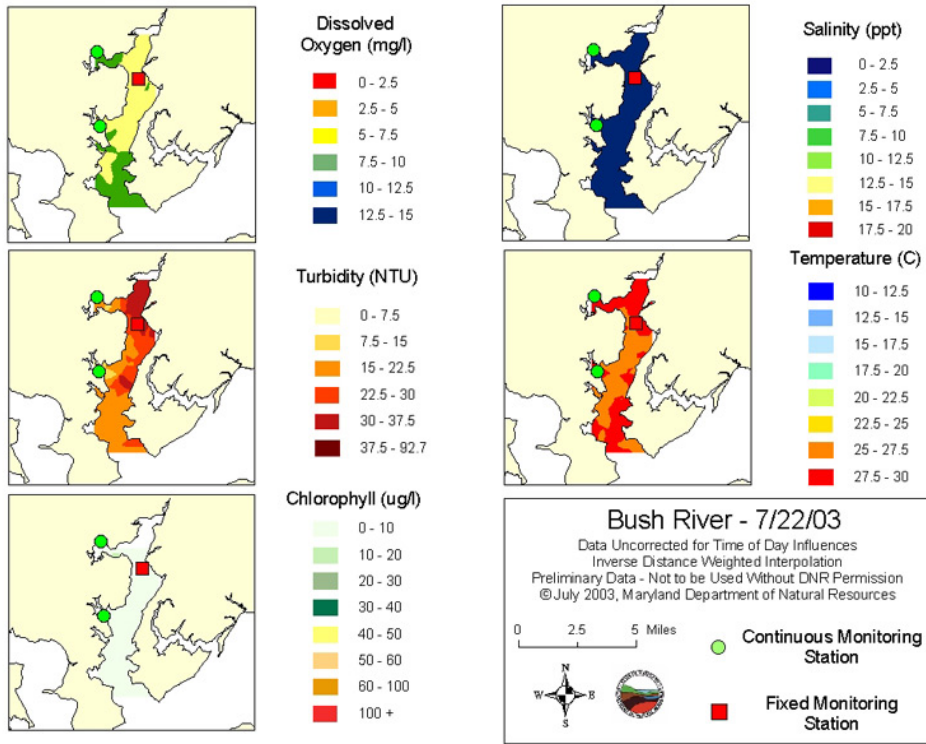 Dissolved
Oxygen (mg/l)
0 - 2.5
2.5 - 5
5 - 7.5
7.5 - 10
10 - 12.5
12.5 - 15
Salinity (ppt)
0 - 2.5
2.5 - 5
5 - 7.5
7.5 - 10
10 - 12.5
12.5 - 15
15 - 17.5
17.5 - 20
Turbidity (NTU)
0 - 7.5
7.5 - 15
15 - 22.5
22.5 - 30
30 - 37.5
37.5 - 92.7
Temperature (C)
10 - 12.5
12.5 - 15
15 - 17.5
17.5 - 20
20 - 22.5
22.5 - 25
25 - 27.5
27.5 - 30
Chlorophyll (ug/l)
0 - 10
10 - 20
20 - 30
30 - 40
40 - 50
50 - 60
60 - 100
100 +
Bush River - 7/22/03
Data Uncorrected for Time of Day Influences
Inverse Distance Weighted Interpolation
Preliminary Data - Not to be Used Without DNR Permission
©July 2003, Maryland Department of Natural Resources
0 2.5 5 Miles
Continuous Monitoring
Station
N
W E
S
Fixed Monitoring
Station